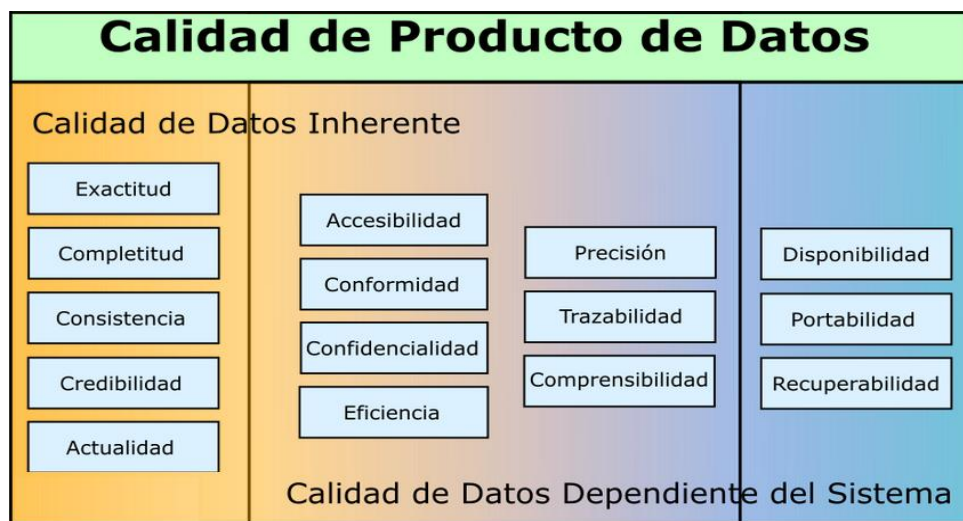 Calidad de Producto de Datos
Calidad de Datos Inherente
Exactitud
Completitud
Consistencia
Credibilidad
Actualidad
Accesibilidad
Conformidad
Confidencialidad
Eficiencia
Precisión
Trazabilidad
Comprensibilidad
Disponibilidad
Portabilidad
Recuperabilidad
Calidad de Datos Dependiente del Sistema